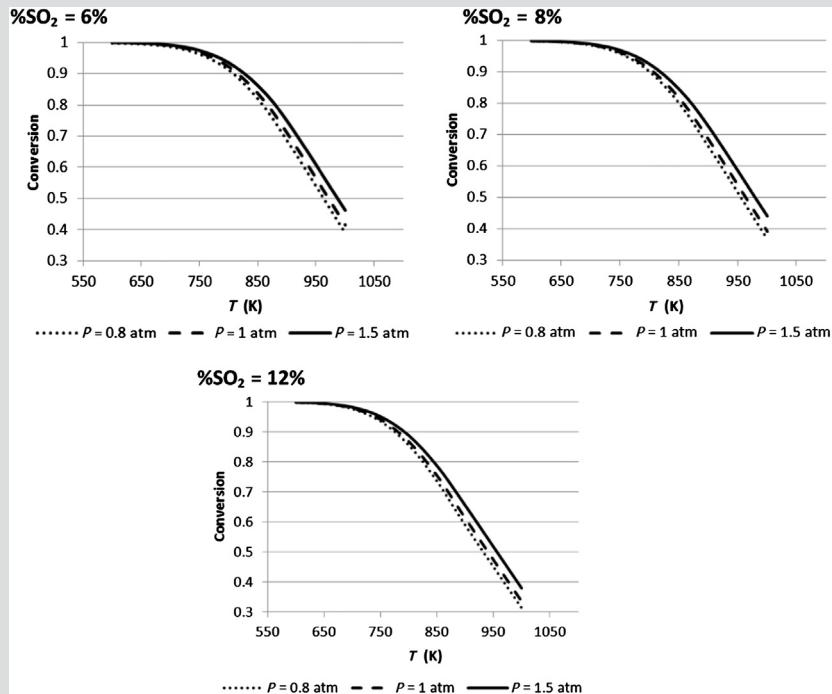 %SO₂ = 6%
1
0.9
0.8
0.7
0.6
0.5
0.4
0.3
Conversion
550 650 750 850 950 1050
T (K)
P = 0.8 atm P = 1 atm P = 1.5 atm
%SO₂ = 8%
1
0.9
0.8
0.7
0.6
0.5
0.4
0.3
Conversion
550 650 750 850 950 1050
T (K)
P = 0.8 atm P = 1 atm P = 1.5 atm
%SO₂ = 12%
1
0.9
0.8
0.7
0.6
0.5
0.4
0.3
Conversion
550 650 750 850 950 1050
T (K)
P = 0.8 atm P = 1 atm P = 1.5 atm